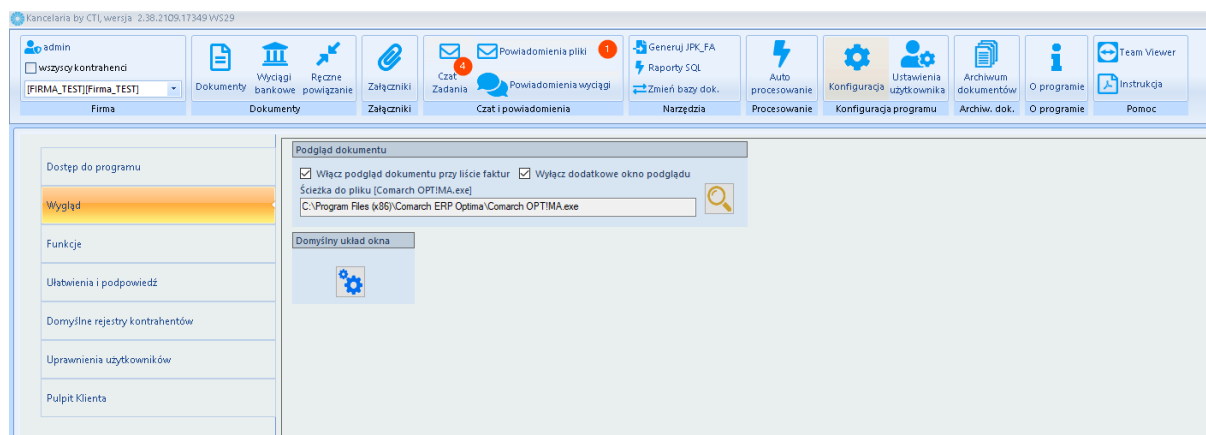 Kancelaria by CTI, wersja 2.38.2109.17349 WS29
admin
wszyscy kontrahenci
[FIRMA_TEST][Firma_TEST]
Firma
Dokumenty
Wyciągi bankowe
Ręczne powiązanie
Dokumenty
Załączniki
Załączniki
4
Czat
Zadania
Powiadomienia pliki
1
Powiadomienia wyciągi
Czat i powiadomienia
Generuj JPK_FA
Raporty SQL
Zmień bazy dok.
Narzędzia
Auto procesowanie
Procesowanie
Konfiguracja
Ustawienia użytkownika
Konfiguracja programu
Archiwum dokumentów
Archiw. dok.
O programie
O programie
Team Viewer
Instrukcja
Pomoc
Dostęp do programu
Wygląd
Funkcje
Ułatwienia i podpowiedź
Domyślne rejestry kontrahentów
Uprawnienia użytkowników
Pulpit Klienta
Podgląd dokumentu
Włącz podgląd dokumentu przy liście faktur
Wyłącz dodatkowe okno podglądu
Ścieżka do pliku [Comarch OPT!MA.exe]
C:\Program Files (x86)\Comarch ERP Optima\Comarch OPT!MA.exe
Domyślny układ okna